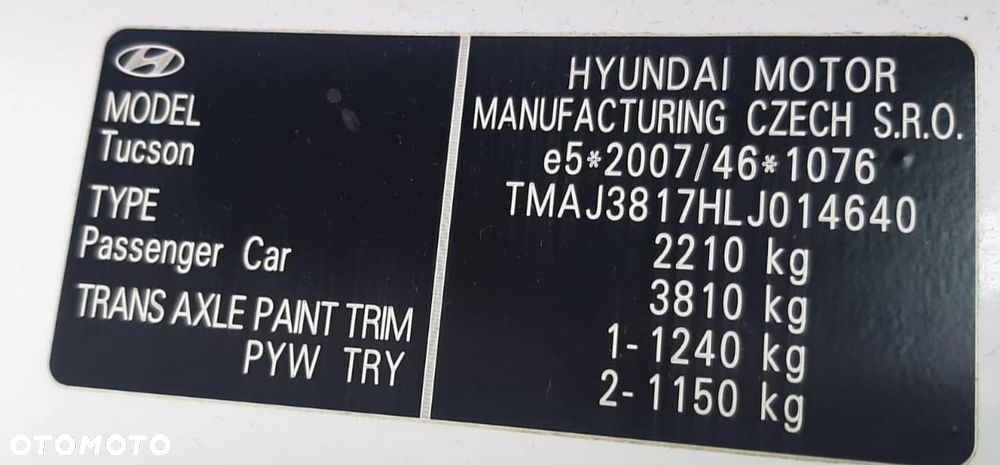 MODEL
Tucson
TYPE
Passenger Car
TRANS AXLE PAINT TRIM
PYW TRY
HYUNDAI MOTOR
MANUFACTURING CZECH S.R.O.
e5*2007/46*1076
TMAJ3817HLJ014640
2210 kg
3810 kg
1-1240 kg
2-1150 kg
OTOMOTO